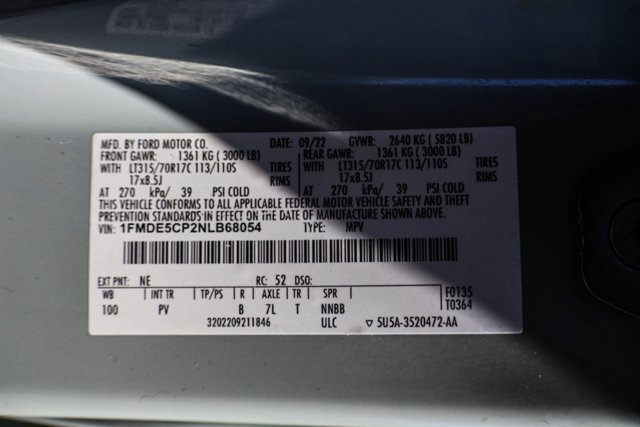 MFD. BY FORD MOTOR CO. DATE: 09/22 GVWR: 2640 KG (5820 LB)
FRONT GAWR: 1361 KG (3000 LB) REAR GAWR: 1361 KG (3000 LB)
WITH LT315/70R17C 113/110S TIRES WITH LT315/70R17C 113/110S TIRES
17x8.5J RIMS 17x8.5J RIMS
AT 270 kPa/ 39 PSI COLD AT 270 kPa/ 39 PSI COLD
THIS VEHICLE CONFORMS TO ALL APPLICABLE FEDERAL MOTOR VEHICLE SAFETY AND THEFT
PREVENTION STANDARDS IN EFFECT ON THE DATE OF MANUFACTURE SHOWN ABOVE.
VIN: 1FMDE5CP2NLB68054 TYPE: MPV
EXT PNT: NE RC: 52 DSO: F0135
WB INT TR TP/PS R AXLE TR SPR T0364
100 PV B 7L T NNBB
3202209211846 ULC ▽ 5U5A-3520472-AA